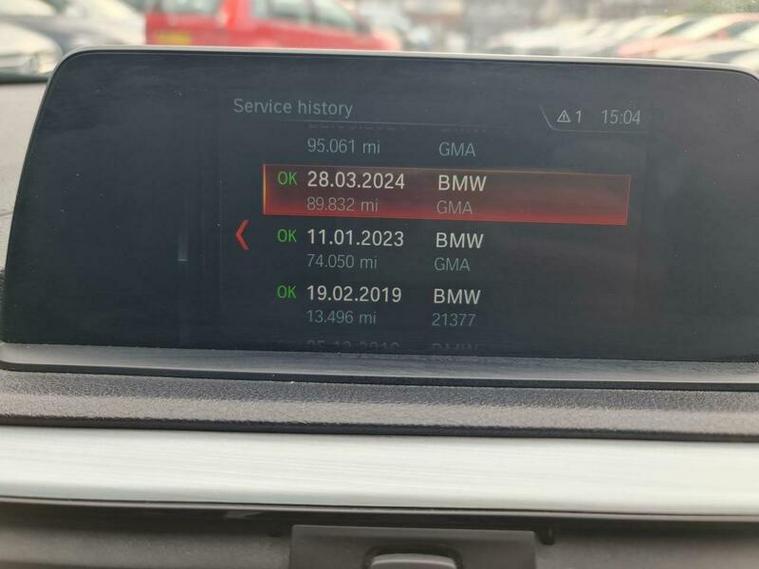 Service history
1 15:04
95.061 mi GMA
OK 28.03.2024 BMW
89.832 mi GMA
OK 11.01.2023 BMW
74.050 mi GMA
OK 19.02.2019 BMW
13.496 mi 21377